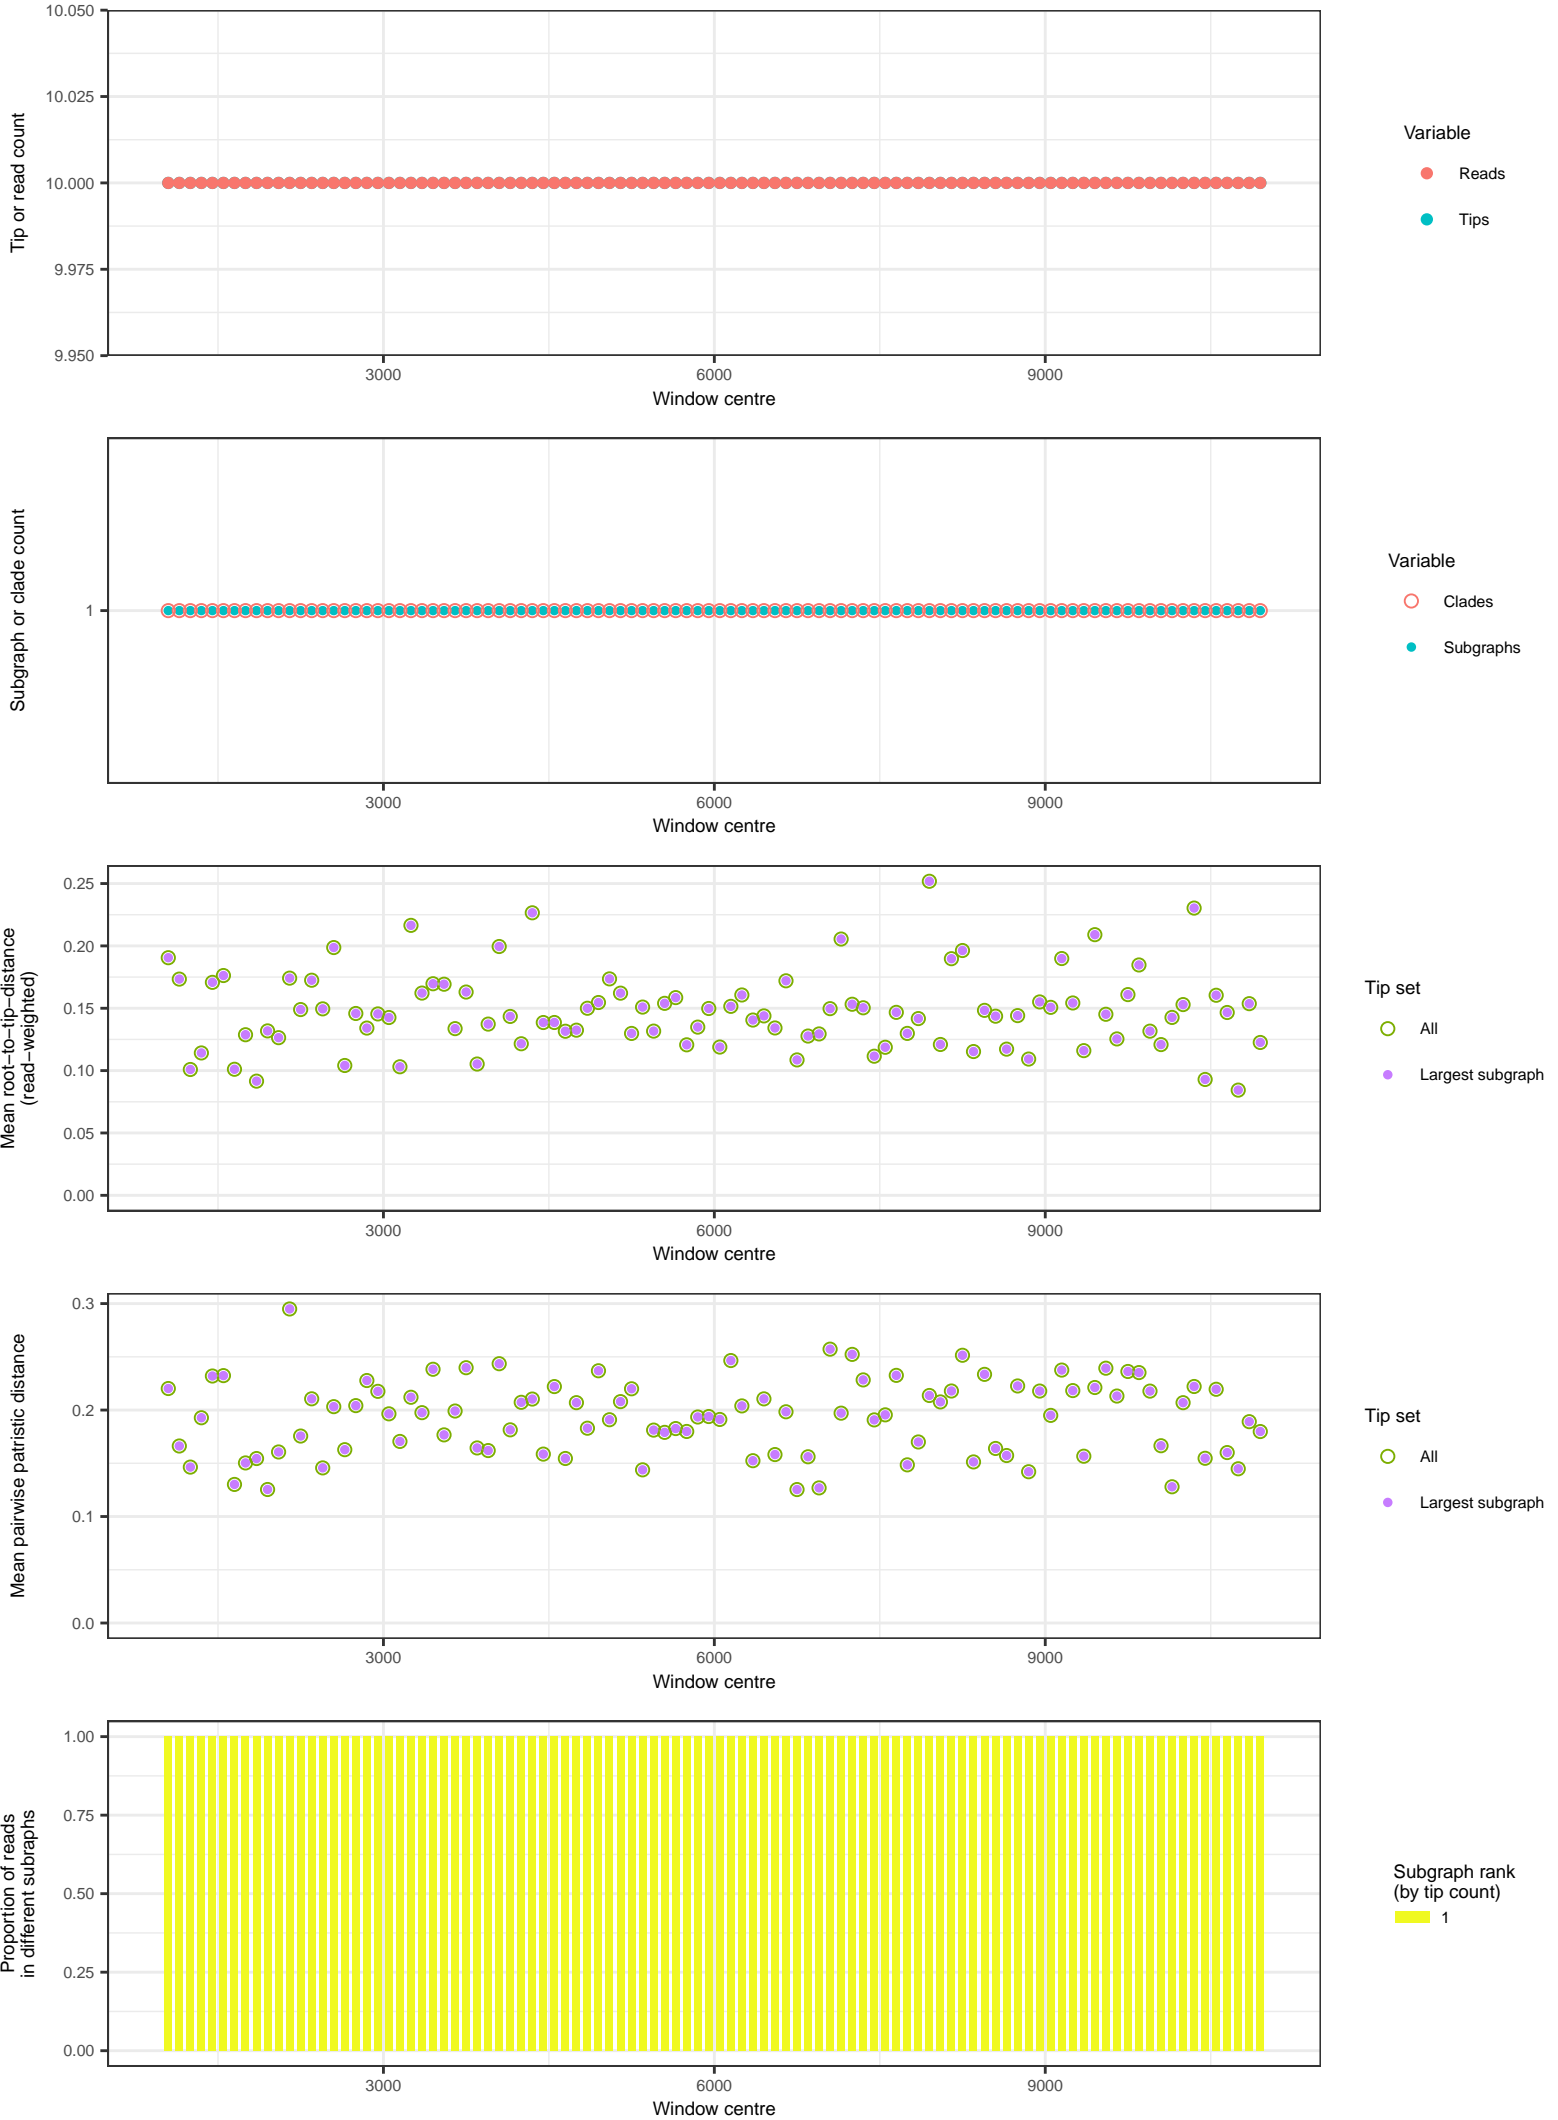 10.050
10.025
10.000
9.975
9.950
Tip or read count
3000
6000
9000
Window centre
Variable
Reads
Tips
1
Subgraph or clade count
3000
6000
9000
Window centre
Variable
Clades
Subgraphs
0.25
0.20
0.15
0.10
0.05
0.00
Mean root−to−tip−distance
(read−weighted)
3000
6000
9000
Window centre
Tip set
All
Largest subgraph
0.3
0.2
0.1
0.0
Mean pairwise patristic distance
3000
6000
9000
Window centre
Tip set
All
Largest subgraph
1.00
0.75
0.50
0.25
0.00
Proportion of reads
in different subraphs
3000
6000
9000
Window centre
Subgraph rank
(by tip count)
1